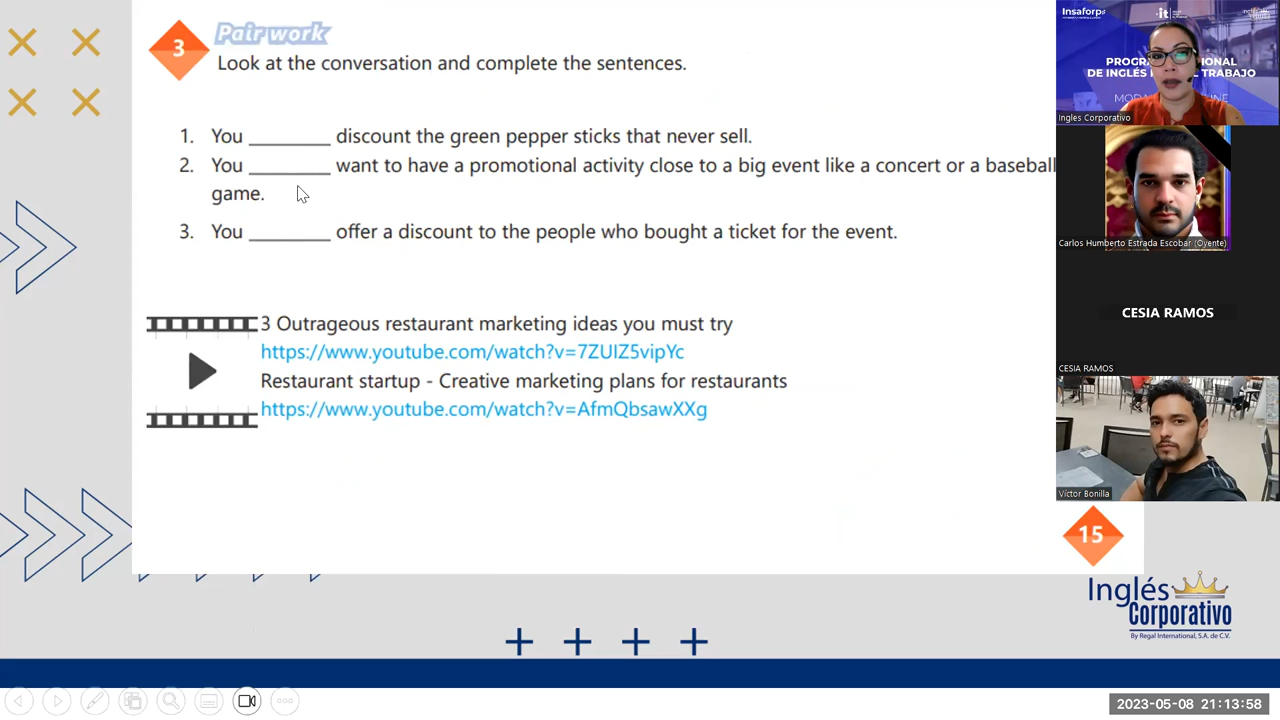 3
Pair work
Look at the conversation and complete the sentences.
1. You ________ discount the green pepper sticks that never sell.
2. You ________ want to have a promotional activity close to a big event like a concert or a baseball
game.
3. You ________ offer a discount to the people who bought a ticket for the event.
3 Outrageous restaurant marketing ideas you must try
https://www.youtube.com/watch?v=7ZUIZ5vipYc
Restaurant startup - Creative marketing plans for restaurants
https://www.youtube.com/watch?v=AfmQbsawXXg
15
Inglés
Corporativo
By Regal International, S.A. de C.V.
Insaforp
it
DE INGLÉS
TRABAJO
Ingles Corporativo
Carlos Humberto Estrada Escobar (Oyente)
CESIA RAMOS
CESIA RAMOS
Víctor Bonilla
2023-05-08 21:13:58